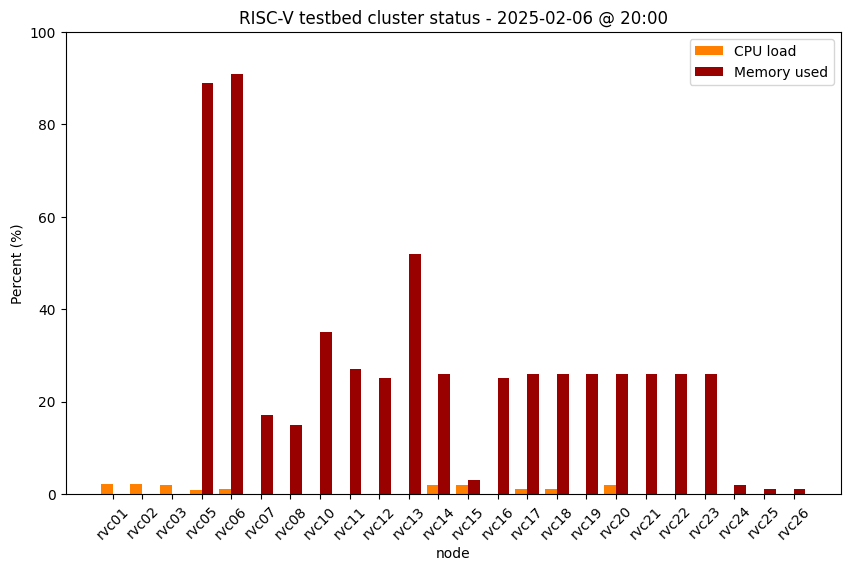 RISC-V testbed cluster status - 2025-02-06 @ 20:00
CPU load
Memory used
Percent (%)
100
80
60
40
20
0
rvc01 rvc02 rvc03 rvc05 rvc06 rvc07 rvc08 rvc10 rvc11 rvc12 rvc13 rvc14 rvc15 rvc16 rvc17 rvc18 rvc19 rvc20 rvc21 rvc22 rvc23 rvc24 rvc25 rvc26
node